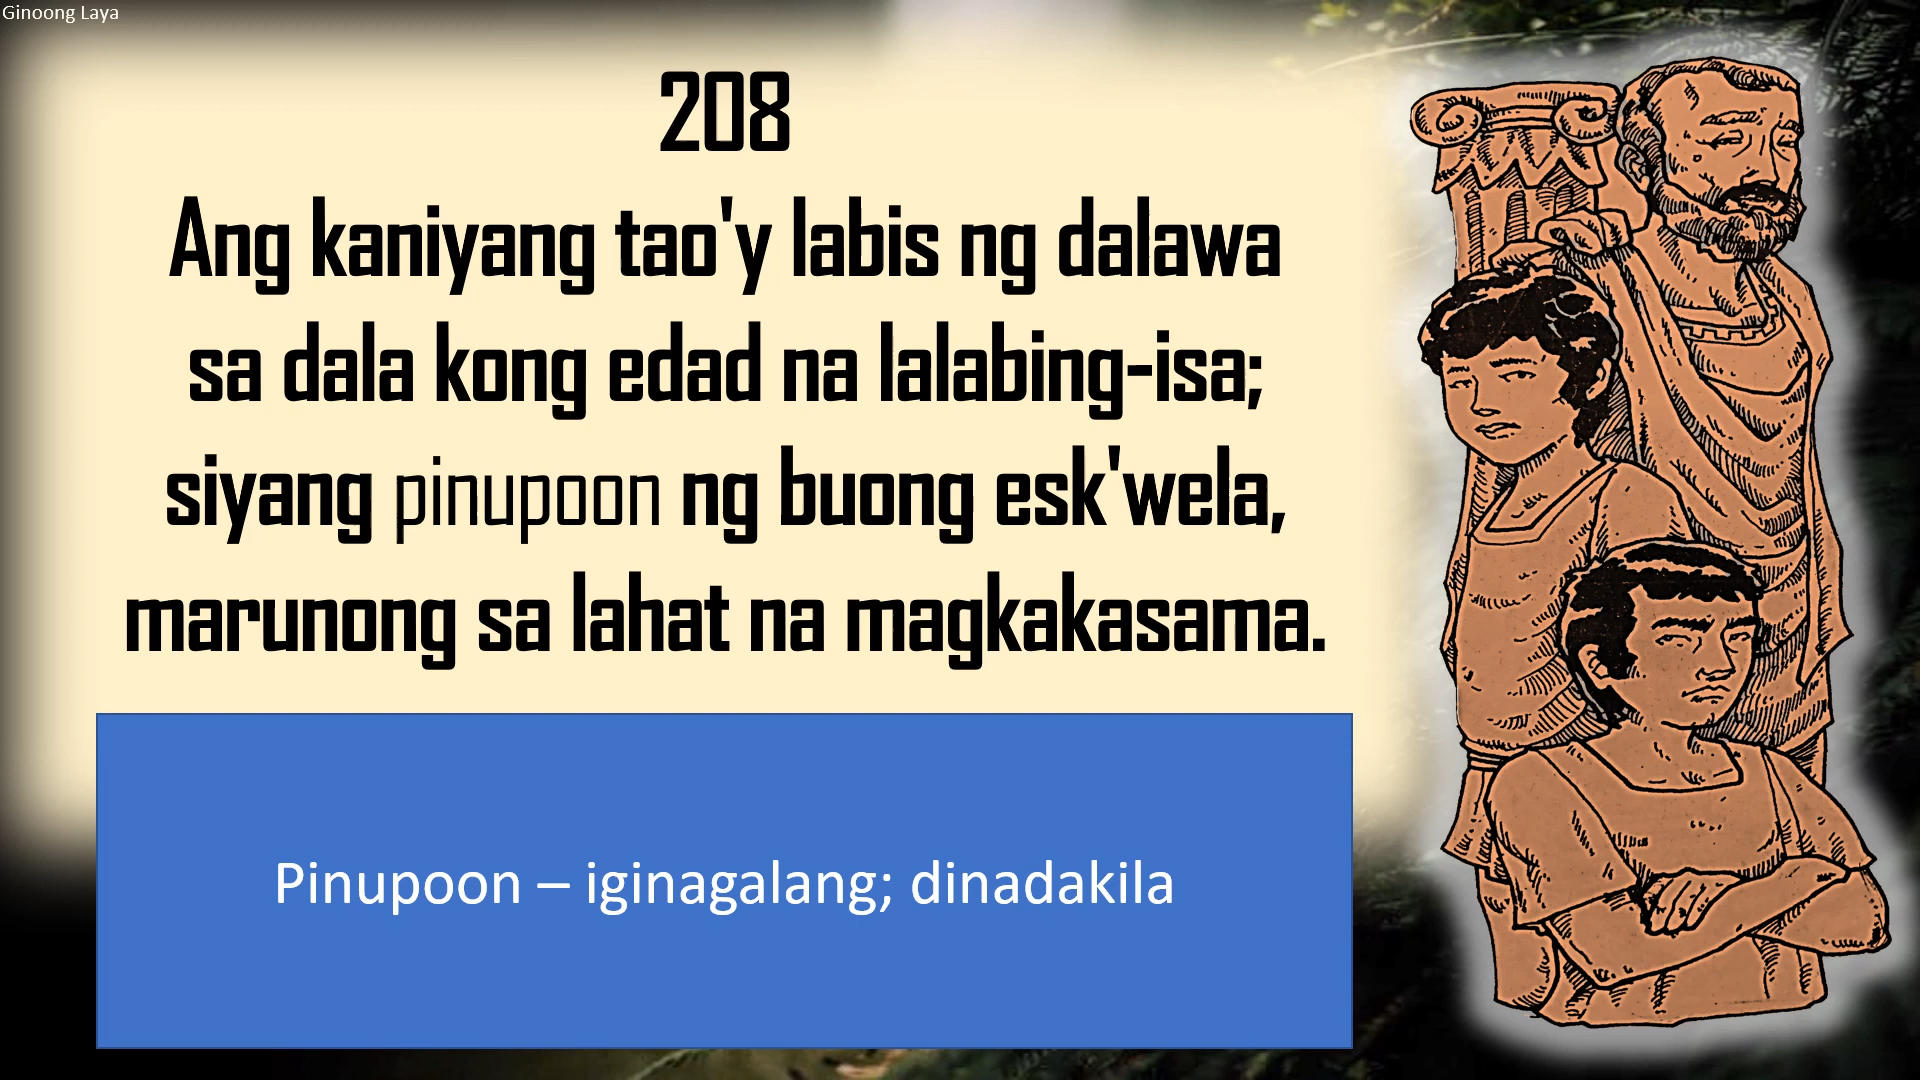 Ginoong Laya
208
Ang kaniyang tao'y labis ng dalawa
sa dala kong edad na lalabing-isa;
siyang pinupoon ng buong esk'wela,
marunong sa lahat na magkakasama.
Pinupoon – iginagalang; dinadakila